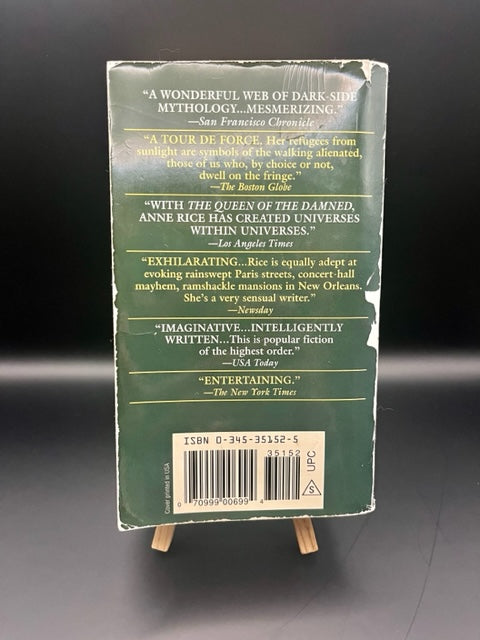 "A WONDERFUL WEB OF DARK-SIDE
MYTHOLOGY...MESMERIZING."
—San Francisco Chronicle
"A TOUR DE FORCE. Her refugees from
sunlight are symbols of the walking alienated,
those of us who, by choice or not,
dwell on the fringe."
—The Boston Globe
"WITH THE QUEEN OF THE DAMNED,
ANNE RICE HAS CREATED UNIVERSES
WITHIN UNIVERSES."
—Los Angeles Times
"EXHILARATING...Rice is equally adept at
evoking rainswept Paris streets, concert-hall
mayhem, ramshackle mansions in New Orleans.
She's a very sensual writer."
—Newsday
"IMAGINATIVE...INTELLIGENTLY
WRITTEN...This is popular fiction
of the highest order."
—USA Today
"ENTERTAINING."
—The New York Times
ISBN 0-345-35152-5
35152
Cover printed in USA
0 70999 00699 4
S UPC